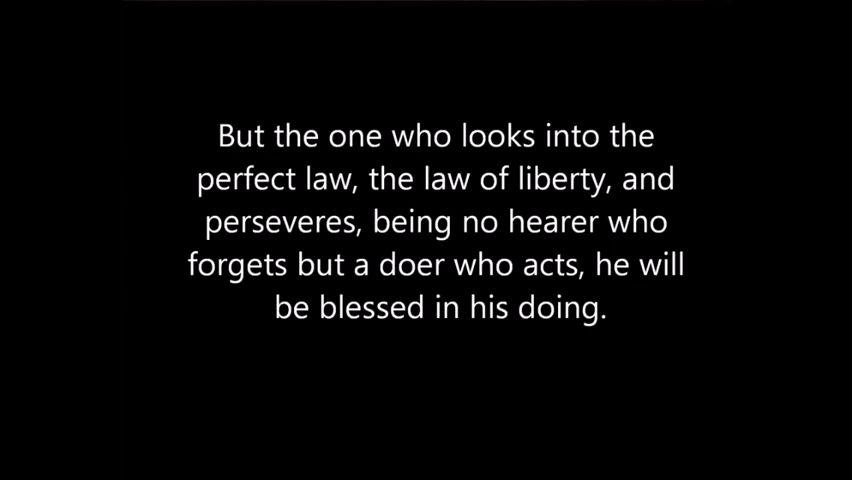 But the one who looks into the
perfect law, the law of liberty, and
perseveres, being no hearer who
forgets but a doer who acts, he will
be blessed in his doing.